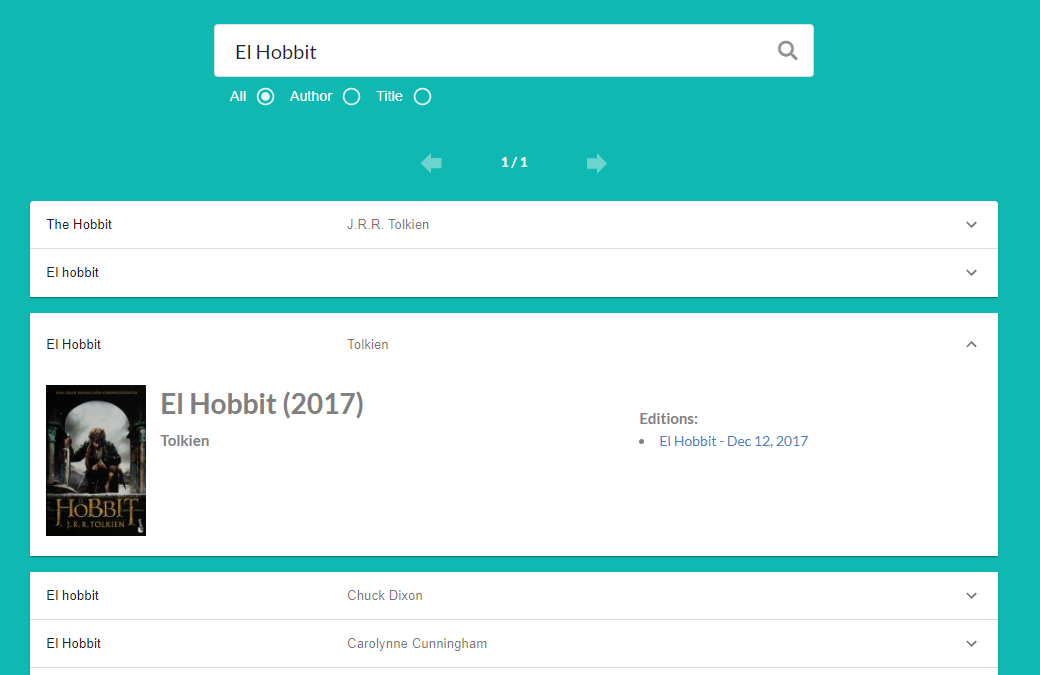 El Hobbit
All Author Title
1 / 1
The Hobbit J.R.R. Tolkien
El hobbit
El Hobbit Tolkien
El Hobbit (2017)
Tolkien
HOBBIT
J.R.R. TOLKIEN
Editions:
El Hobbit - Dec 12, 2017
El hobbit Chuck Dixon
El Hobbit Carolynne Cunningham